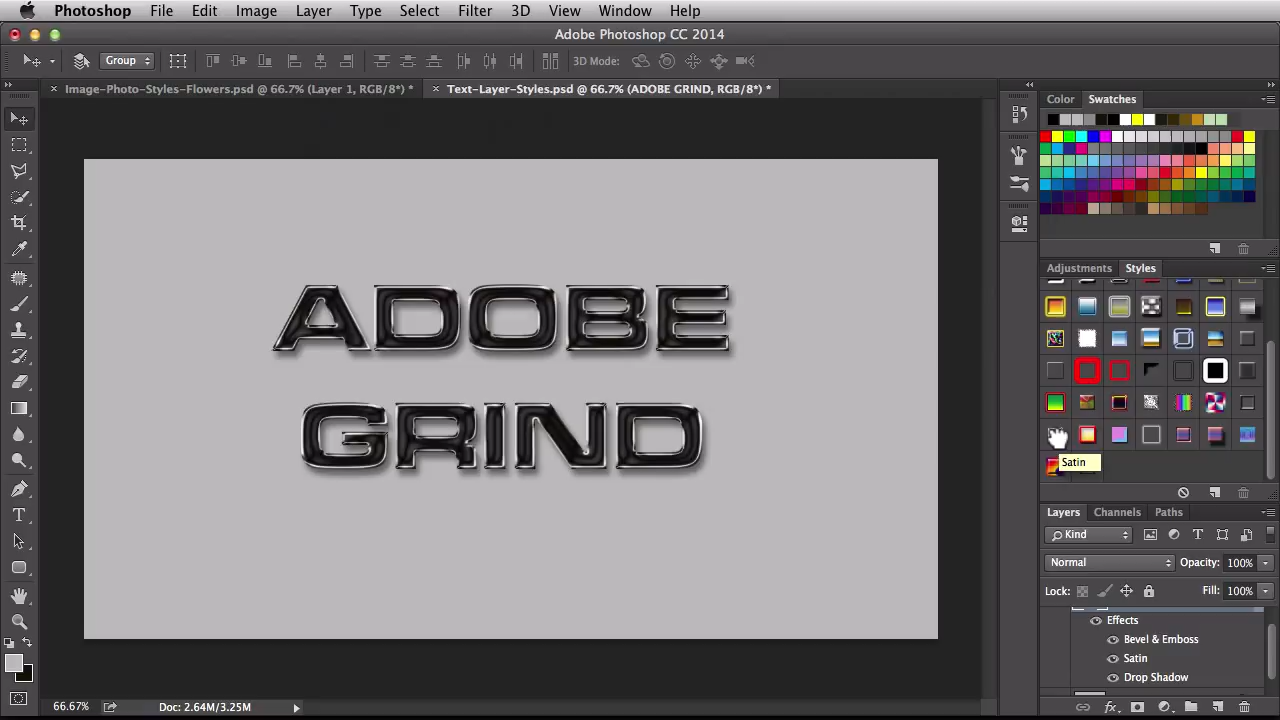 Photoshop File Edit Image Layer Type Select Filter 3D View Window Help
Adobe Photoshop CC 2014
Group 3D Mode:
× Image-Photo-Styles-Flowers.psd @ 66.7% (Layer 1, RGB/8*) * × Text-Layer-Styles.psd @ 66.7% (ADOBE GRIND, RGB/8*) *
Color Swatches
Adjustments Styles
ADOBE
GRIND
Satin
Layers Channels Paths
Kind
Normal Opacity: 100%
Lock: Fill: 100%
Effects
Bevel & Emboss
Satin
Drop Shadow
66.67% Doc: 2.64M/3.25M